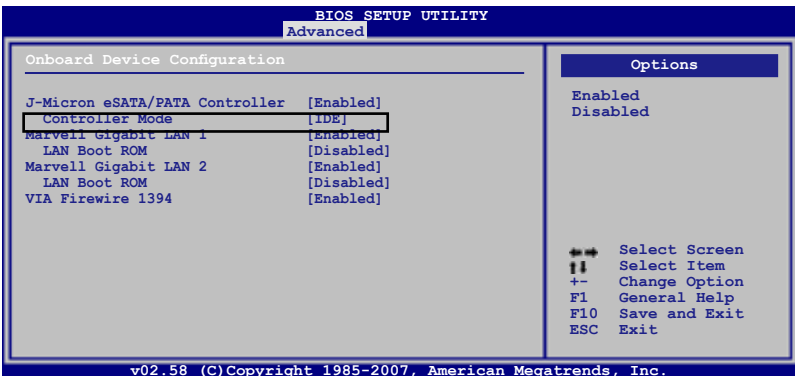 BIOS SETUP UTILITY
Advanced
Onboard Device Configuration
J-Micron eSATA/PATA Controller [Enabled]
Controller Mode [IDE]
Marvell Gigabit LAN 1 [Enabled]
LAN Boot ROM [Disabled]
Marvell Gigabit LAN 2 [Enabled]
LAN Boot ROM [Disabled]
VIA Firewire 1394 [Enabled]
Options
Enabled
Disabled
Select Screen
Select Item
+- Change Option
F1 General Help
F10 Save and Exit
ESC Exit
v02.58 (C)Copyright 1985-2007, American Megatrends, Inc.